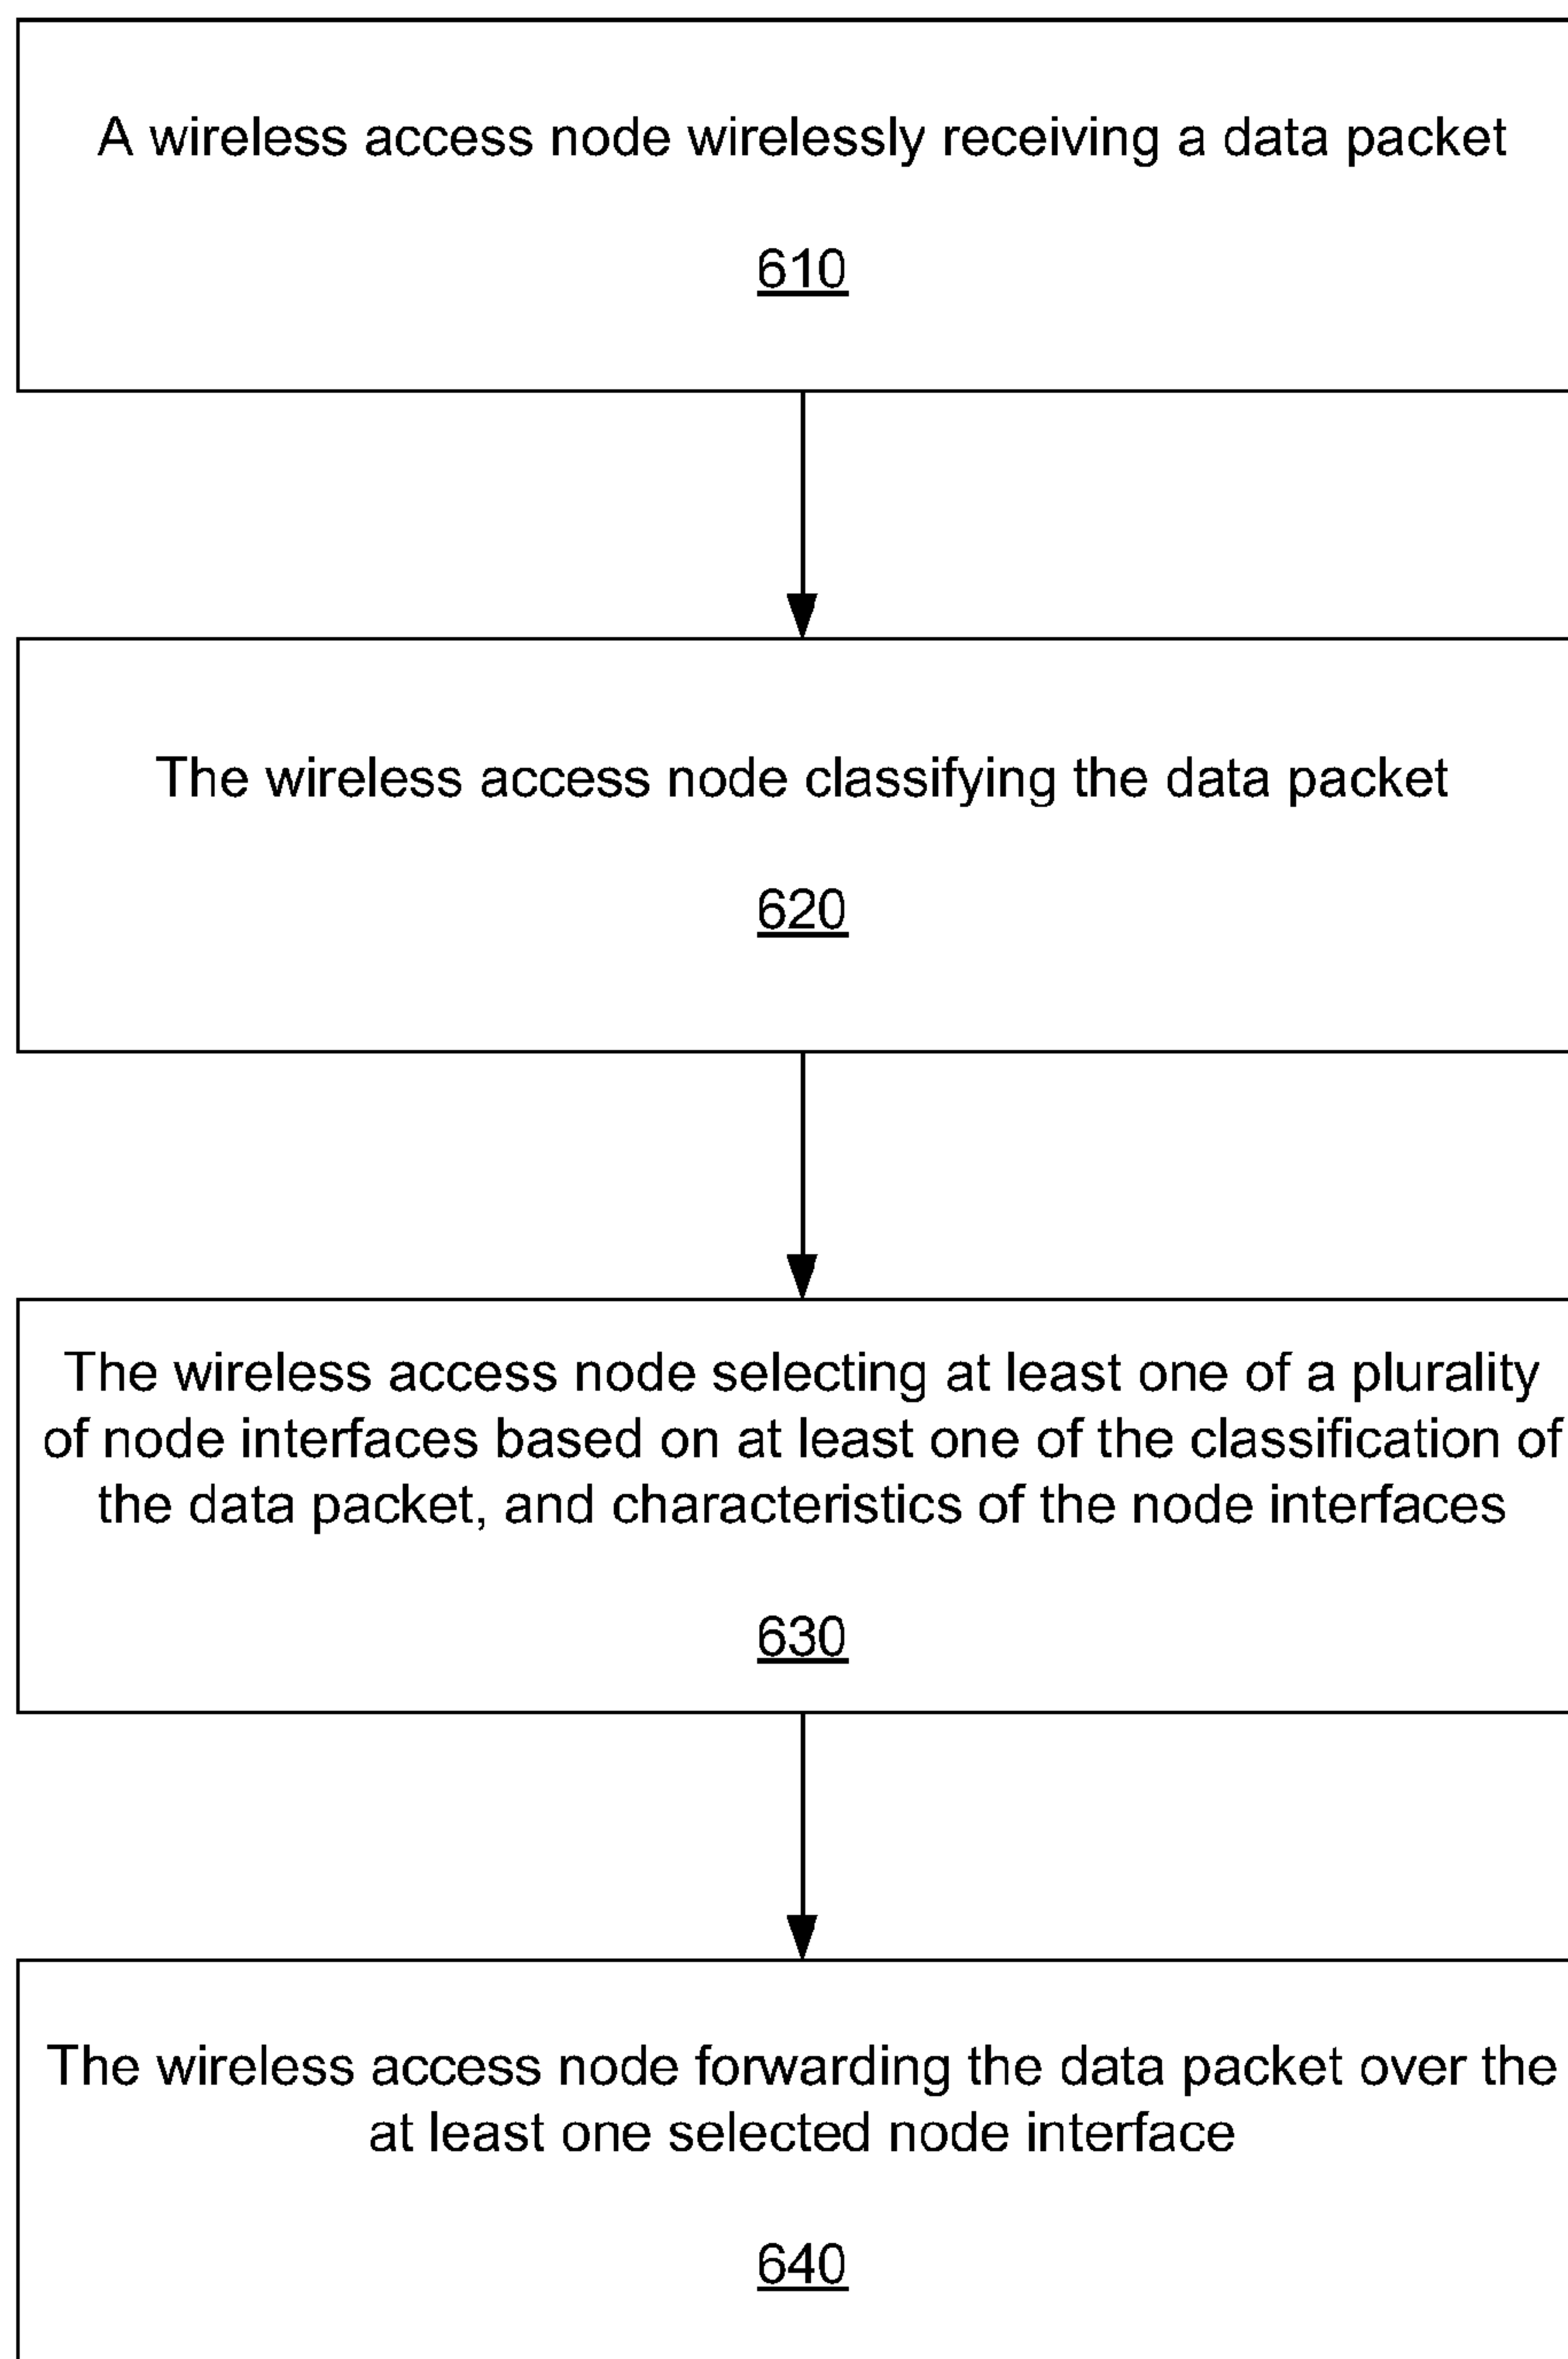 A wireless access node wirelessly receiving a data packet
610
The wireless access node classifying the data packet
620
The wireless access node selecting at least one of a plurality
of node interfaces based on at least one of the classification of
the data packet, and characteristics of the node interfaces
630
The wireless access node forwarding the data packet over the
at least one selected node interface
640